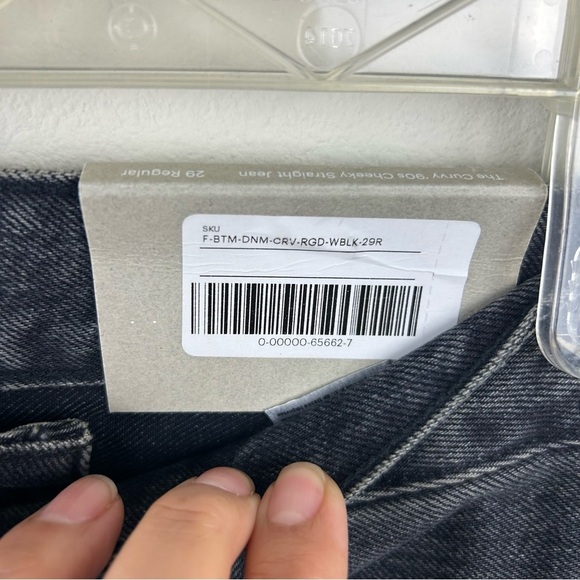 The Curvy '90s Cheeky Straight Jean
29 Regular
SKU
F-BTM-DNM-CRV-RGD-WBLK-29R
0-00000-65662-7